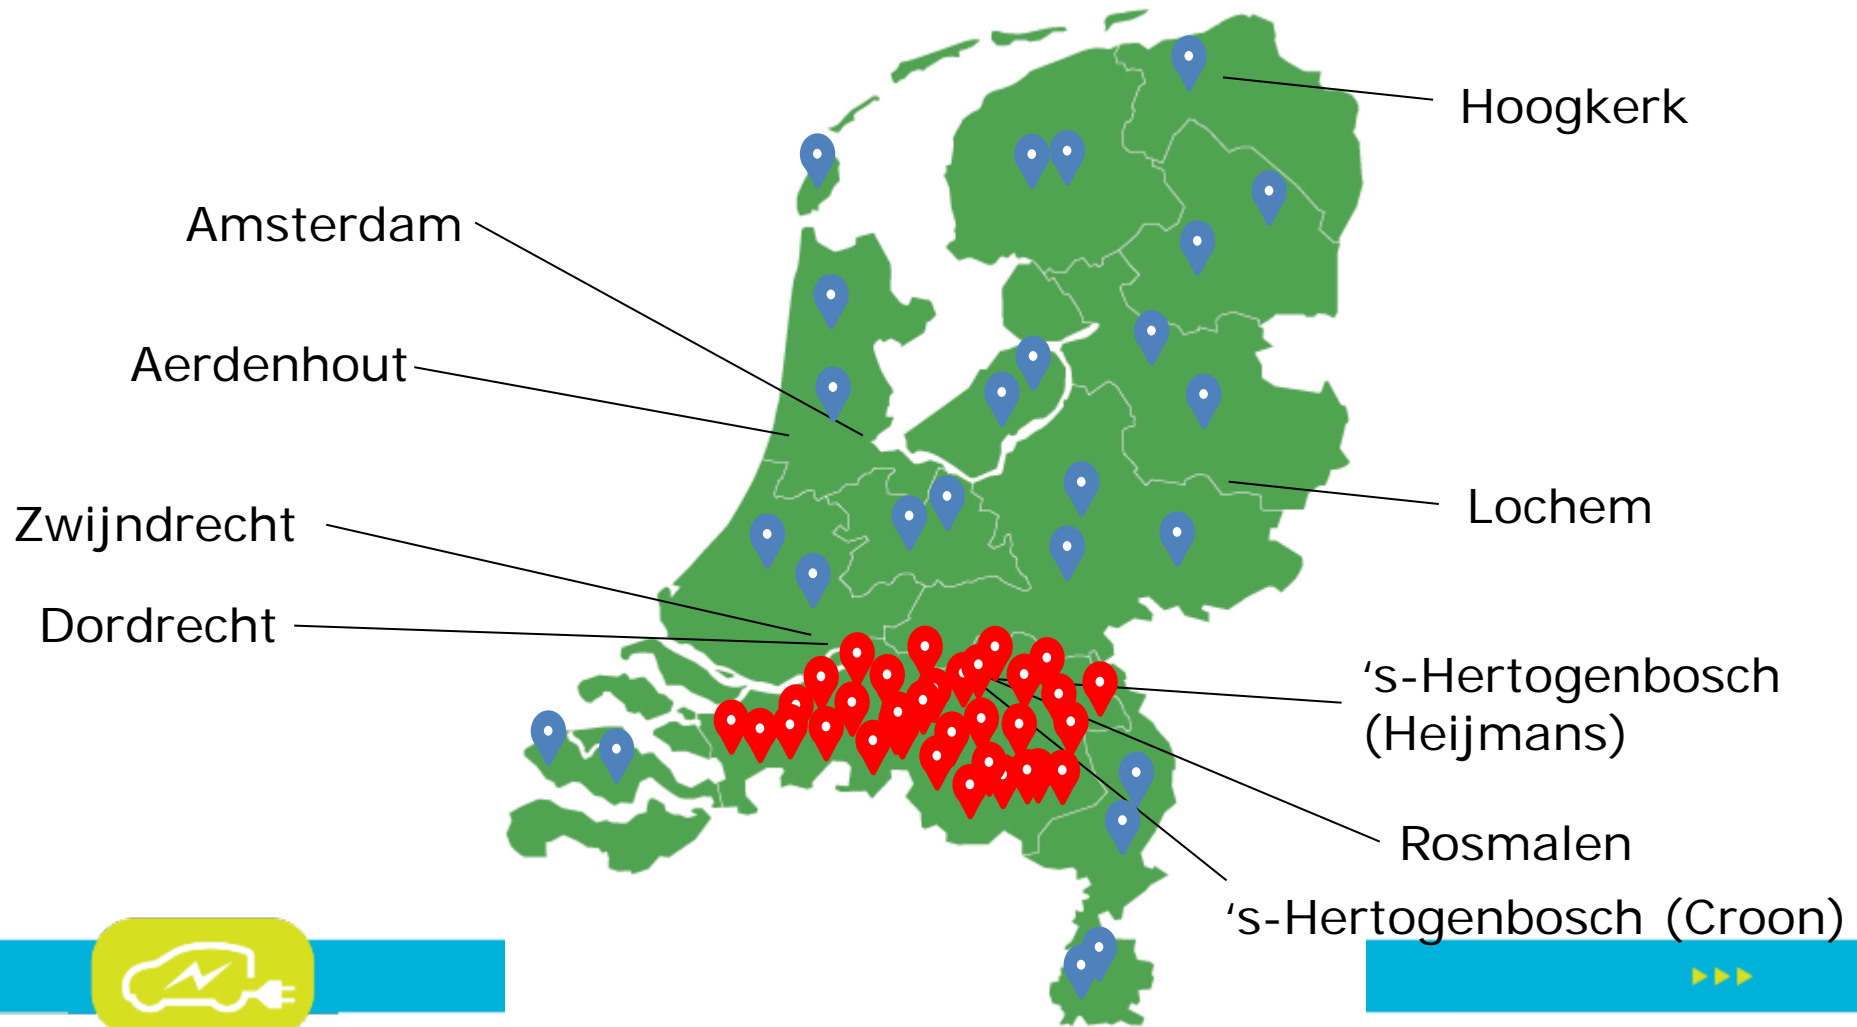 Hoogkerk
Amsterdam
Aerdenhout
Lochem
Zwijndrecht
Dordrecht
‘s-Hertogenbosch
(Heijmans)
Rosmalen
‘s-Hertogenbosch (Croon)